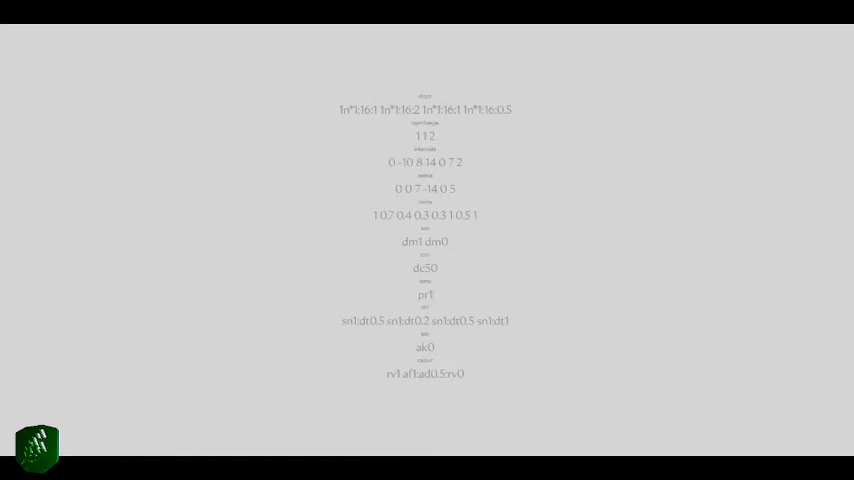 1n*1:16:1 1n*1:16:2 1n*1:16:1 1n*1:16:0.5
1 1 2
intervals
0 -10 8 14 0 7 2
0 0 7 -14 0 5
1 0.7 0.4 0.3 0.3 1 0.5 1
dm1 dm0
dc50
pr1
sn1:dt0.5 sn1:dt0.2 sn1:dt0.5 sn1:dt1
ak0
rv1 af1:ad0.5:rv0